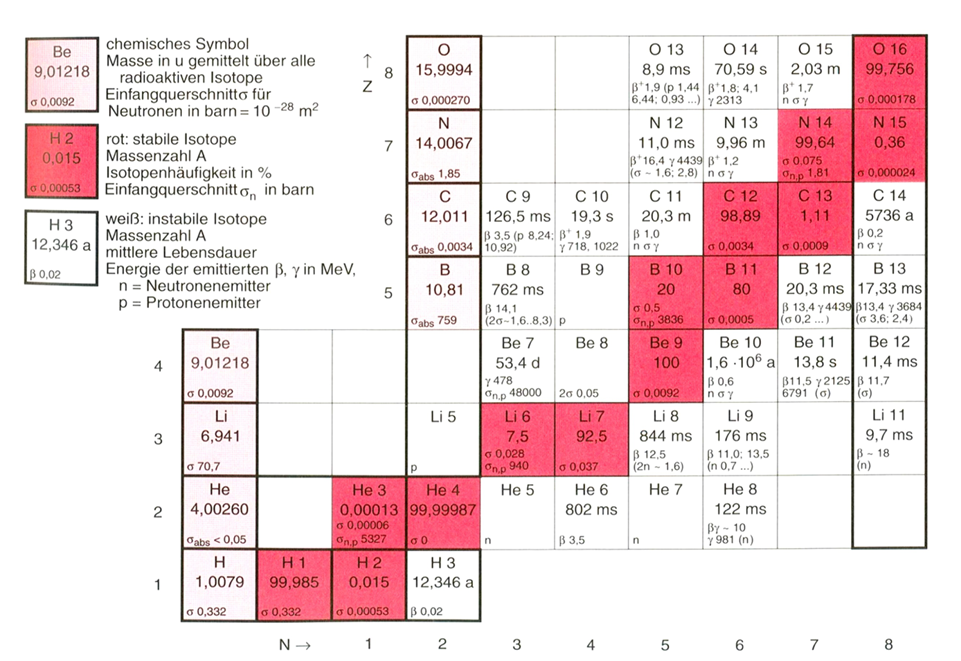 Be
9,01218
σ 0,0092
chemisches Symbol
Masse in u gemittelt über alle
radioaktiven Isotope
Einfangquerschnittσ für
Neutronen in barn = 10⁻²⁸ m²
H 2
0,015
σ 0,00053
rot: stabile Isotope
Massenzahl A
Isotopenhäufigkeit in %
Einfangquerschnitt σn in barn
H 3
12,346 a
β 0,02
weiß: instabile Isotope
Massenzahl A
mittlere Lebensdauer
Energie der emittierten β, γ in MeV,
n = Neutronenemitter
p = Protonenemitter
↑
Z
8
O
15,9994
σ 0,000270
O 13
8,9 ms
β⁺1,9 (p 1,44
6,44; 0,93 ...)
O 14
70,59 s
β⁺1,8; 4,1
γ 2313
O 15
2,03 m
β⁺ 1,7
n σ γ
O 16
99,756
σ 0,000178
7
N
14,0067
σabs 1,85
N 12
11,0 ms
β⁺16,4 γ 4439
(σ ~ 1,6; 2,8)
N 13
9,96 m
β⁺ 1,2
n σ γ
N 14
99,64
σ 0,075
σn,p 1,81
N 15
0,36
σ 0,000024
6
C
12,011
σabs 0,0034
C 9
126,5 ms
β 3,5 (p 8,24;
10,92)
C 10
19,3 s
β⁺ 1,9
γ 718, 1022
C 11
20,3 m
β 1,0
n σ γ
C 12
98,89
σ 0,0034
C 13
1,11
σ 0,0009
C 14
5736 a
β 0,2
n σ γ
5
B
10,81
σabs 759
B 8
762 ms
β 14,1
(2σ~1,6..8,3)
B 9
p
B 10
20
σ 0,5
σn,p 3836
B 11
80
σ 0,0005
B 12
20,3 ms
β 13,4 γ 4439
(σ 0,2 ...)
B 13
17,33 ms
β13,4 γ 3684
(σ 3,6; 2,4)
4
Be
9,01218
σ 0,0092
Be 7
53,4 d
γ 478
σn,p 48000
Be 8
2σ 0,05
Be 9
100
σ 0,0092
Be 10
1,6 ·10⁶ a
β 0,6
n σ γ
Be 11
13,8 s
β11,5 γ 2125
6791 (σ)
Be 12
11,4 ms
β 11,7
(σ)
3
Li
6,941
σ 70,7
Li 5
p
Li 6
7,5
σ 0,028
σn,p 940
Li 7
92,5
σ 0,037
Li 8
844 ms
β 12,5
(2n ~ 1,6)
Li 9
176 ms
β 11,0; 13,5
(n 0,7 ...)
Li 11
9,7 ms
β ~ 18
(n)
2
He
4,00260
σabs < 0,05
He 3
0,00013
σ 0,00006
σn,p 5327
He 4
99,99987
σ 0
He 5
n
He 6
802 ms
β 3,5
He 7
n
He 8
122 ms
βγ ~ 10
γ 981 (n)
1
H
1,0079
σ 0,332
H 1
99,985
σ 0,332
H 2
0,015
σ 0,00053
H 3
12,346 a
β 0,02
N → 1 2 3 4 5 6 7 8